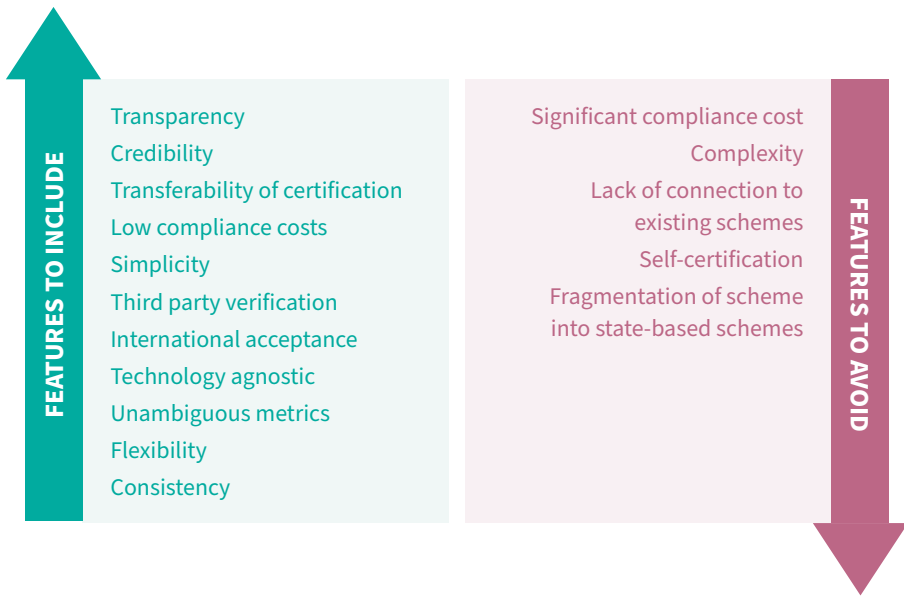 FEATURES TO INCLUDE
Transparency
Credibility
Transferability of certification
Low compliance costs
Simplicity
Third party verification
International acceptance
Technology agnostic
Unambiguous metrics
Flexibility
Consistency
Significant compliance cost
Complexity
Lack of connection to
existing schemes
Self-certification
Fragmentation of scheme
into state-based schemes
FEATURES TO AVOID